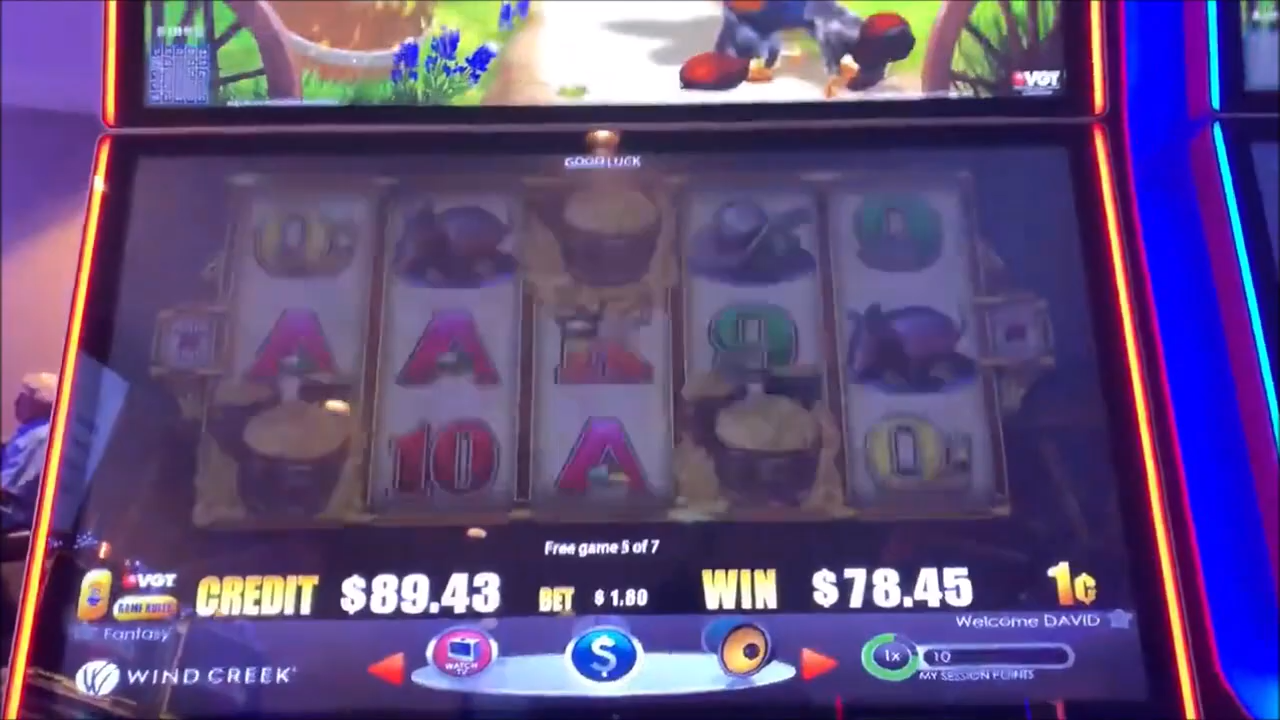 VGT
GOOD LUCK
Q
A
A
K
Q
10
A
Free game 5 of 7
VGT
GAME RULES
CREDIT $89.43 BET $1.80 WIN $78.45 1¢
Fantasy
Welcome DAVID
WATCH TV
$
1x
10
MY SESSION POINTS
WIND CREEK